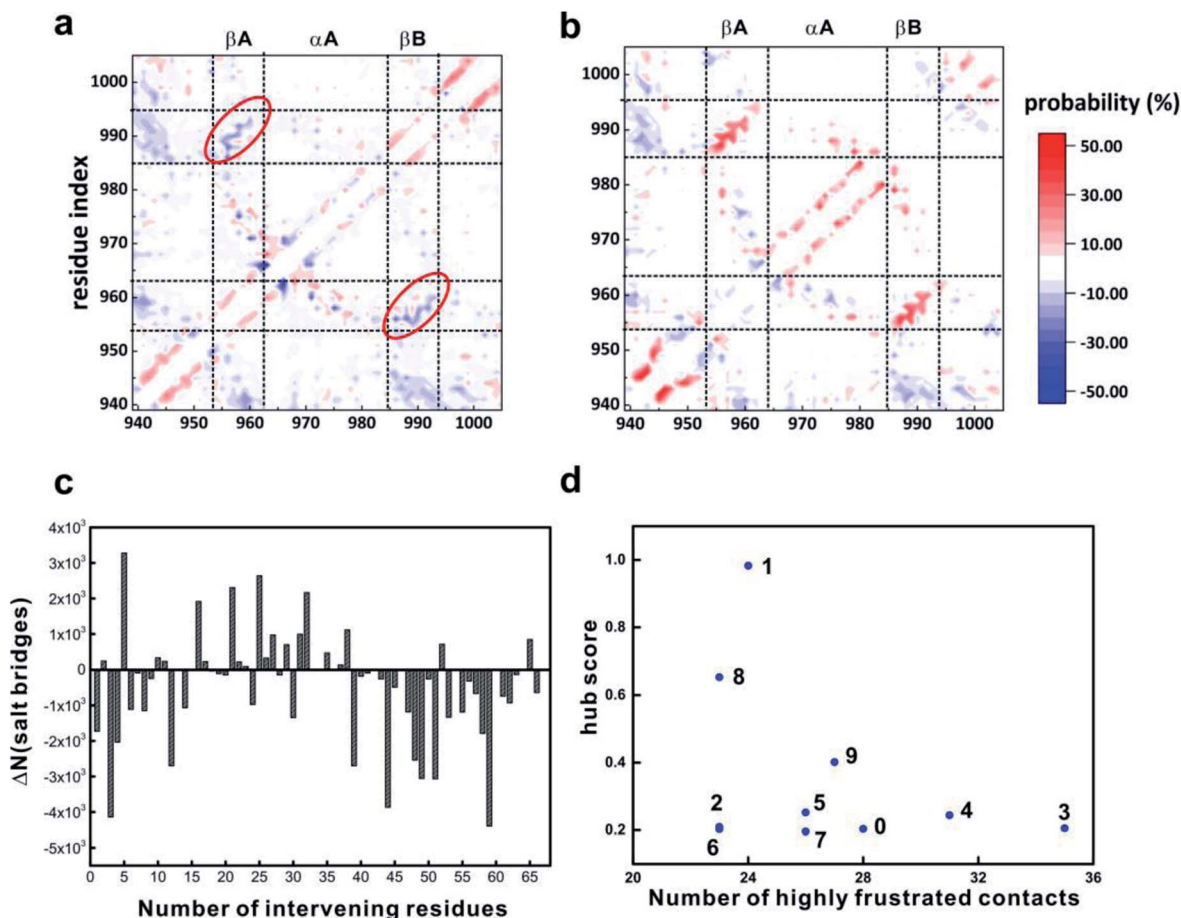 a
βA αA βB
residue index
1000
990
980
970
960
950
940
940 950 960 970 980 990 1000
b
βA αA βB
1000
990
980
970
960
950
940
940 950 960 970 980 990 1000
probability (%)
50.00
30.00
10.00
-10.00
-30.00
-50.00
c
ΔN(salt bridges)
4x10³
3x10³
2x10³
1x10³
0
-1x10³
-2x10³
-3x10³
-4x10³
-5x10³
0 5 10 15 20 25 30 35 40 45 50 55 60 65
Number of intervening residues
d
hub score
1.0
0.8
0.6
0.4
0.2
1
8
9
2
5
4
3
6
7
0
20 24 28 32 36
Number of highly frustrated contacts